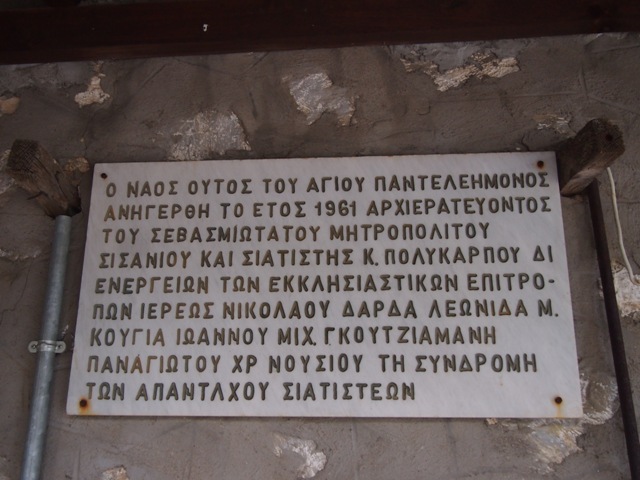 Ο ΝΑΟΣ ΟΥΤΟΣ ΤΟΥ ΑΓΙΟΥ ΠΑΝΤΕΛΕΗΜΟΝΟΣ
ΑΝΗΓΕΡΘΗ ΤΟ ΕΤΟΣ 1961 ΑΡΧΙΕΡΑΤΕΥΟΝΤΟΣ
ΤΟΥ ΣΕΒΑΣΜΙΩΤΑΤΟΥ ΜΗΤΡΟΠΟΛΙΤΟΥ
ΣΙΣΑΝΙΟΥ ΚΑΙ ΣΙΑΤΙΣΤΗΣ Κ. ΠΟΛΥΚΑΡΠΟΥ ΔΙ
ΕΝΕΡΓΕΙΩΝ ΤΩΝ ΕΚΚΛΗΣΙΑΣΤΙΚΩΝ ΕΠΙΤΡΟ-
ΠΩΝ ΙΕΡΕΩΣ ΝΙΚΟΛΑΟΥ ΔΑΡΔΑ ΛΕΩΝΙΔΑ Μ.
ΚΟΥΓΙΑ ΙΩΑΝΝΟΥ ΜΙΧ. ΓΚΟΥΤΖΙΑΜΑΝΗ
ΠΑΝΑΓΙΩΤΟΥ ΧΡ ΝΟΥΣΙΟΥ ΤΗ ΣΥΝΔΡΟΜΗ
ΤΩΝ ΑΠΑΝΤΑΧΟΥ ΣΙΑΤΙΣΤΕΩΝ